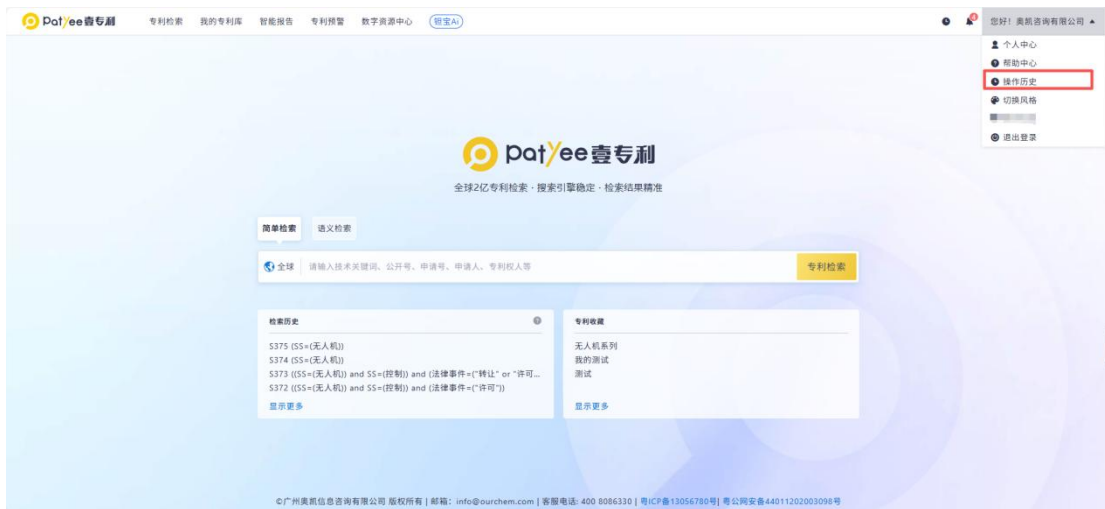 Patyee壹专利 专利检索 我的专利库 智能报告 专利预警 数字资源中心 钽宝Ai 4 您好！奥凯咨询有限公司
个人中心
帮助中心
操作历史
切换风格
退出登录
patyee壹专利
全球2亿专利检索 · 搜索引擎稳定 · 检索结果精准
简单检索 语义检索
全球 请输入技术关键词、公开号、申请号、申请人、专利权人等 专利检索
检索历史
S375 (SS=(无人机))
S374 (SS=(无人机))
S373 ((SS=(无人机)) and SS=(控制)) and (法律事件=("转让" or "许可...
S372 ((SS=(无人机)) and SS=(控制)) and (法律事件=("许可"))
显示更多
专利收藏
无人机系列
我的测试
测试
显示更多
©广州奥凯信息咨询有限公司 版权所有 | 邮箱：info@ourchem.com | 客服电话: 400 8086330 | 粤ICP备13056780号| 粤公网安备44011202003098号